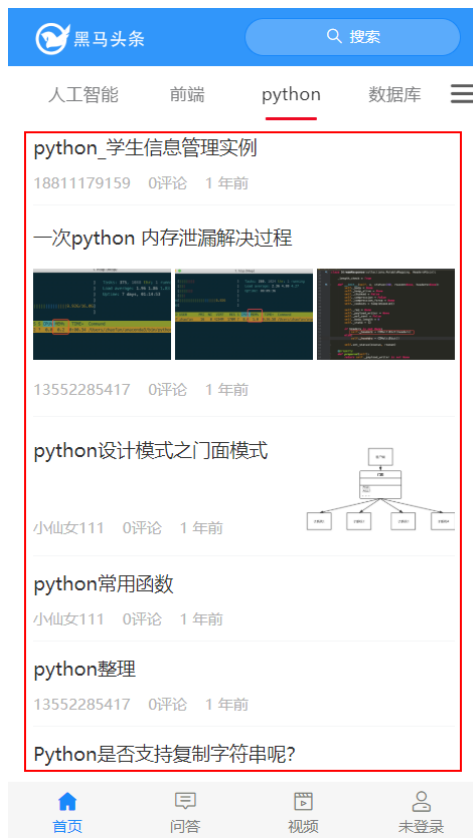 黑马头条
搜索
人工智能 前端 python 数据库
python_学生信息管理实例
18811179159 0评论 1 年前
一次python 内存泄漏解决过程
13552285417 0评论 1 年前
python设计模式之门面模式
小仙女111 0评论 1 年前
python常用函数
小仙女111 0评论 1 年前
python整理
13552285417 0评论 1 年前
Python是否支持复制字符串呢?
首页 问答 视频 未登录